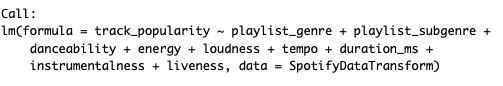 Call:
lm(formula = track_popularity ~ playlist_genre + playlist_subgenre +
    danceability + energy + loudness + tempo + duration_ms +
    instrumentalness + liveness, data = SpotifyDataTransform)